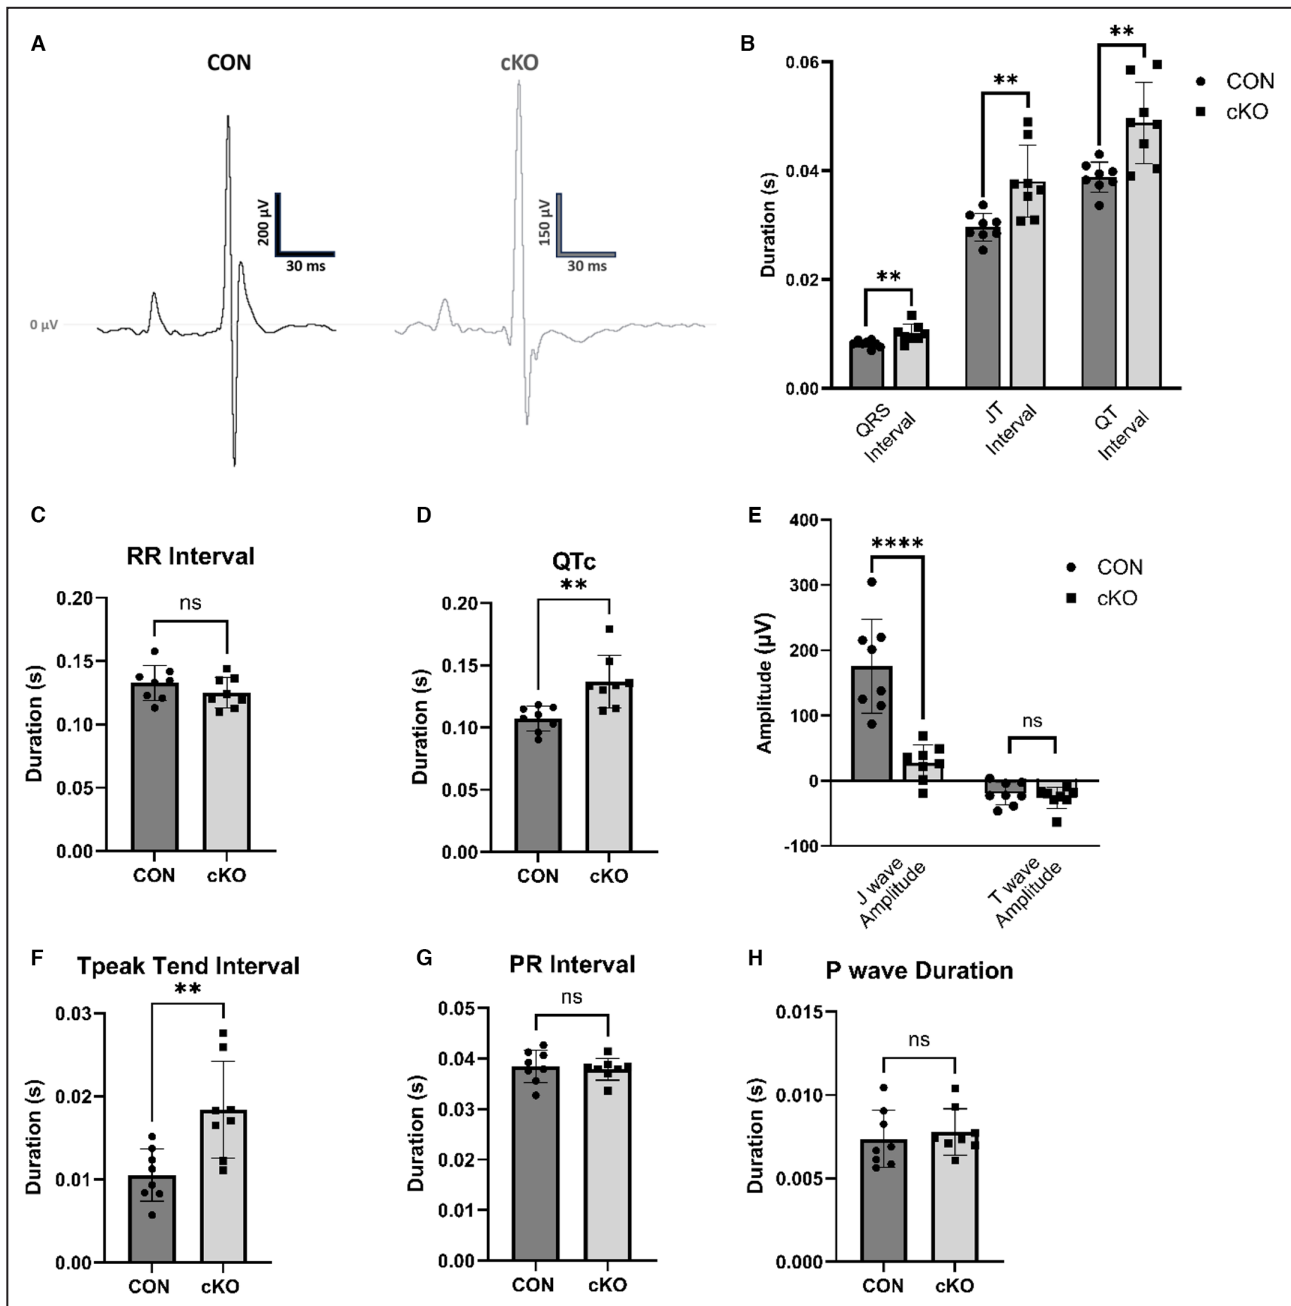 A
CON
cKO
200 µV
30 ms
150 µV
30 ms
0 µV
B
**
**
**
CON
cKO
Duration (s)
0.06
0.04
0.02
0.00
QRS
Interval
JT
Interval
QT
Interval
C
RR Interval
ns
Duration (s)
0.20
0.15
0.10
0.05
0.00
CON
cKO
D
QTc
**
Duration (s)
0.20
0.15
0.10
0.05
0.00
CON
cKO
E
****
ns
CON
cKO
Amplitude (µV)
400
300
200
100
0
-100
J wave
Amplitude
T wave
Amplitude
F
Tpeak Tend Interval
**
Duration (s)
0.03
0.02
0.01
0.00
CON
cKO
G
PR Interval
ns
Duration (s)
0.05
0.04
0.03
0.02
0.01
0.00
CON
cKO
H
P wave Duration
ns
Duration (s)
0.015
0.010
0.005
0.000
CON
cKO